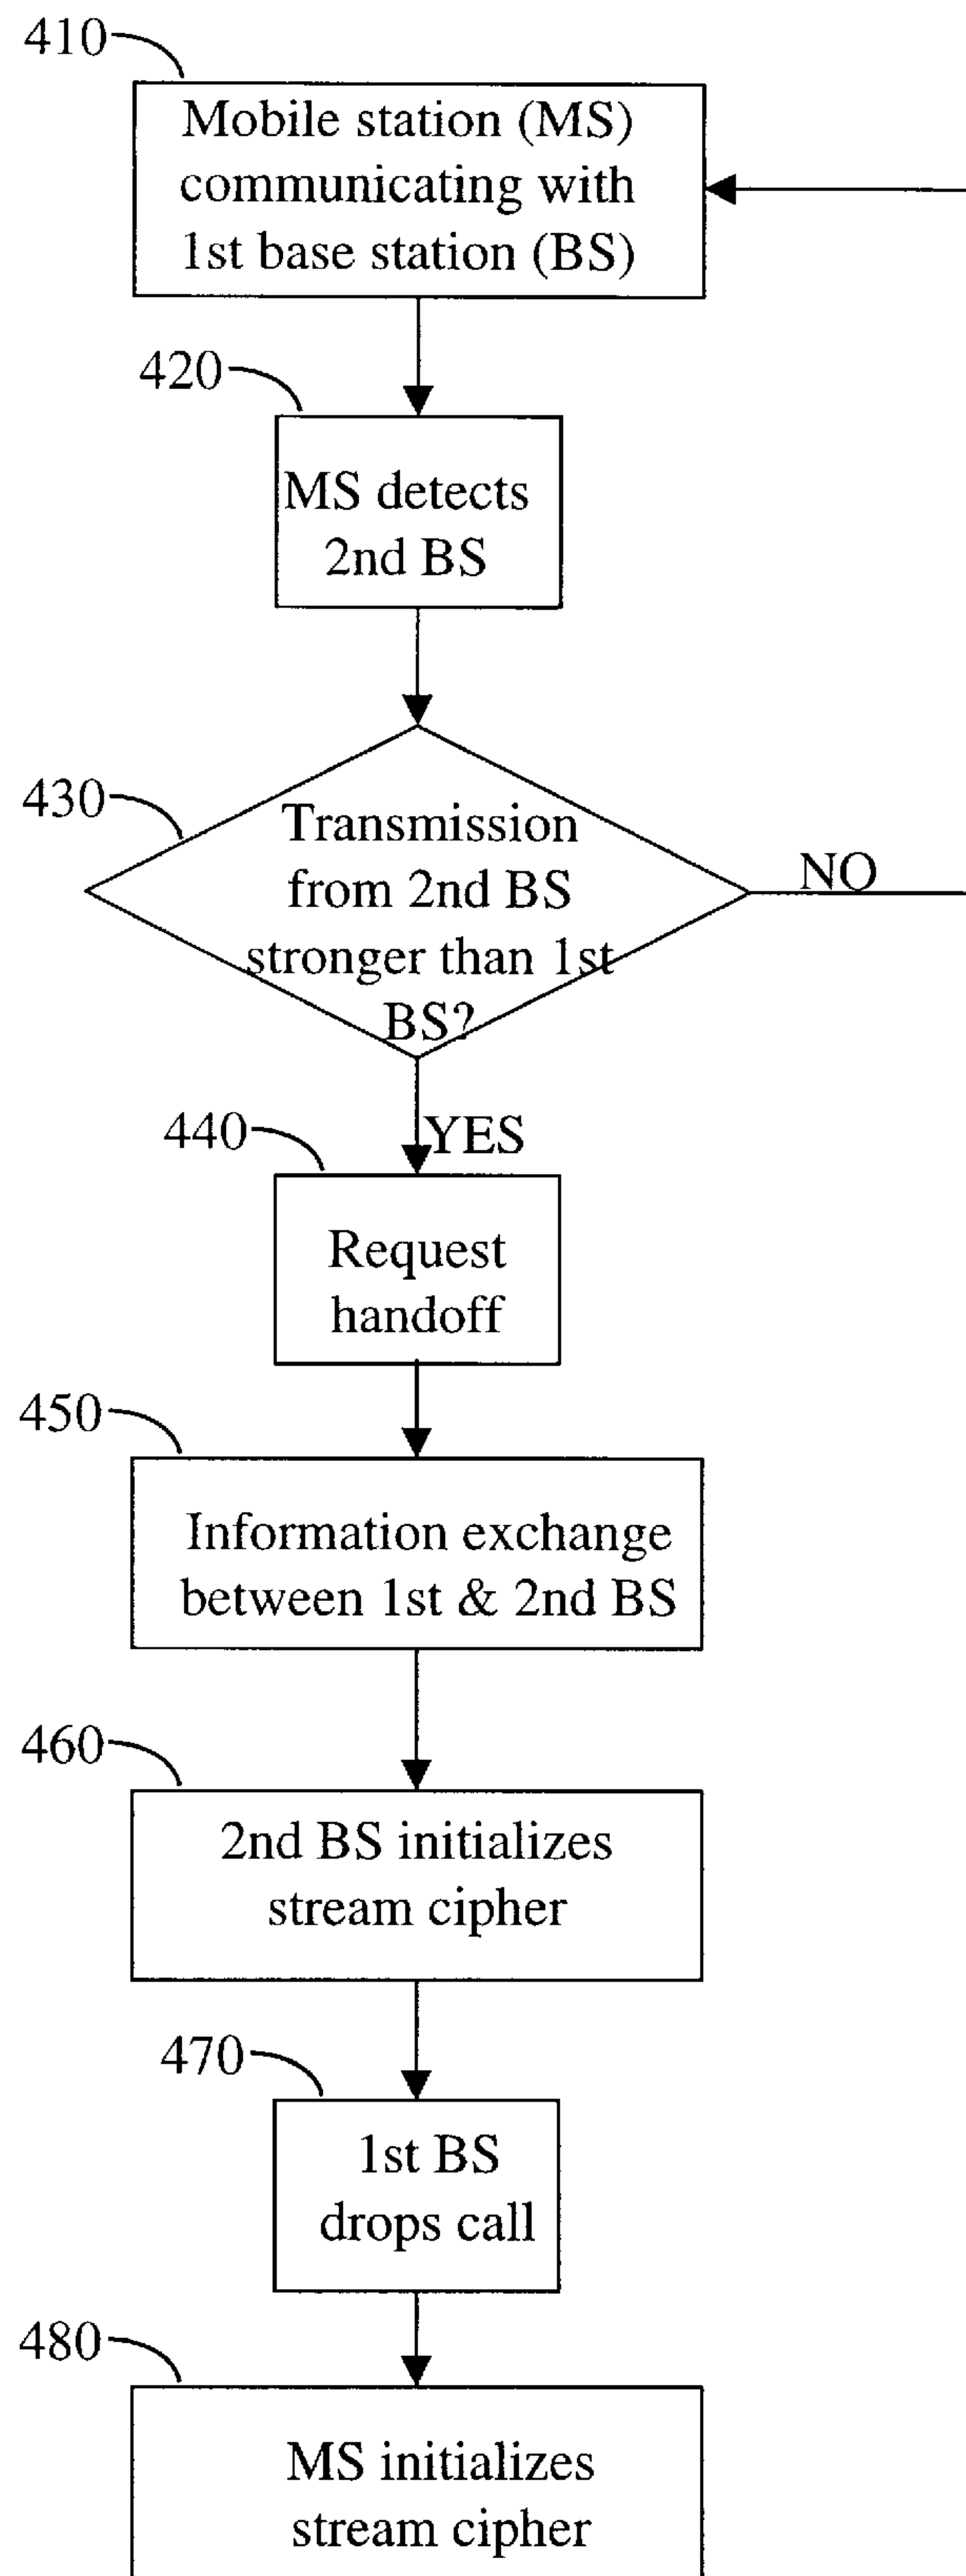 410
Mobile station (MS)
communicating with
1st base station (BS)
420
MS detects
2nd BS
430
Transmission
from 2nd BS
stronger than 1st
BS?
NO
YES
440
Request
handoff
450
Information exchange
between 1st & 2nd BS
460
2nd BS initializes
stream cipher
470
1st BS
drops call
480
MS initializes
stream cipher